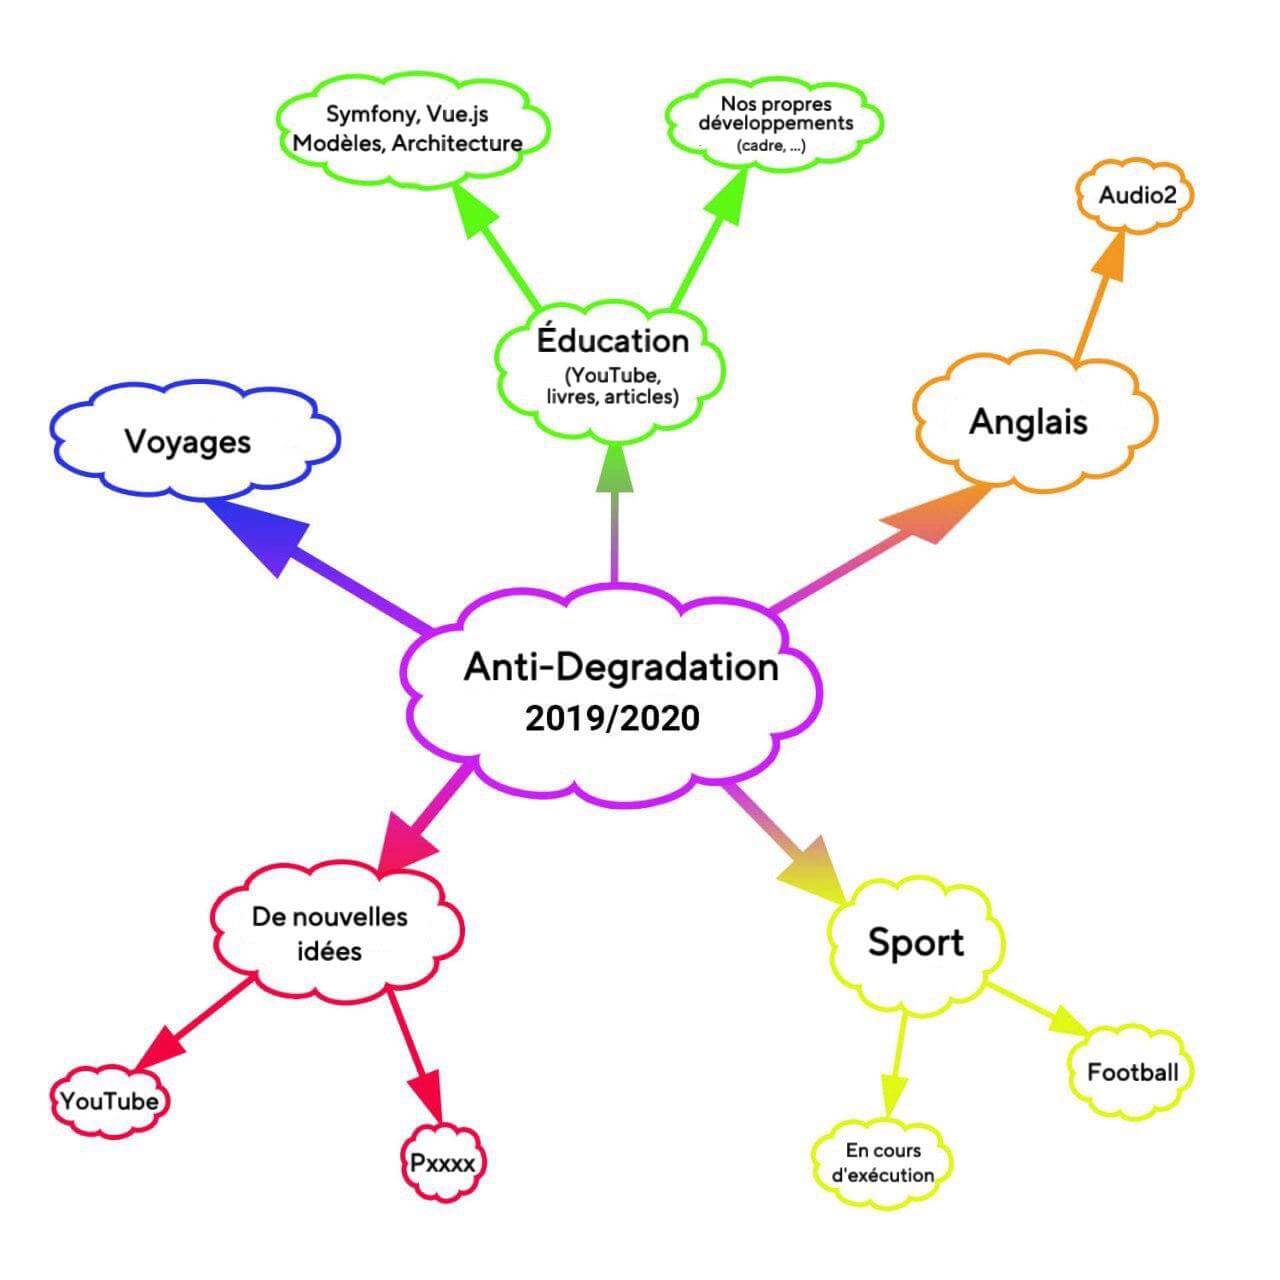 Symfony, Vue.js
Modèles, Architecture
Nos propres
développements
(cadre, ...)
Audio2
Éducation
(YouTube,
livres, articles)
Anglais
Voyages
Anti-Degradation
2019/2020
De nouvelles
idées
Sport
YouTube
Pxxxx
Football
En cours
d'exécution